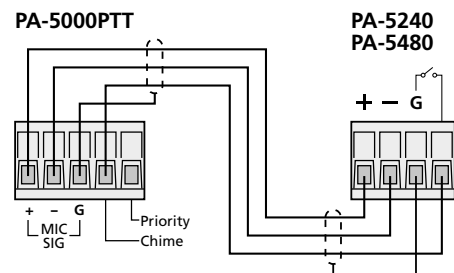 PA-5000PTT
PA-5240
PA-5480
+ − G
+ − G
MIC
SIG
Priority
Chime